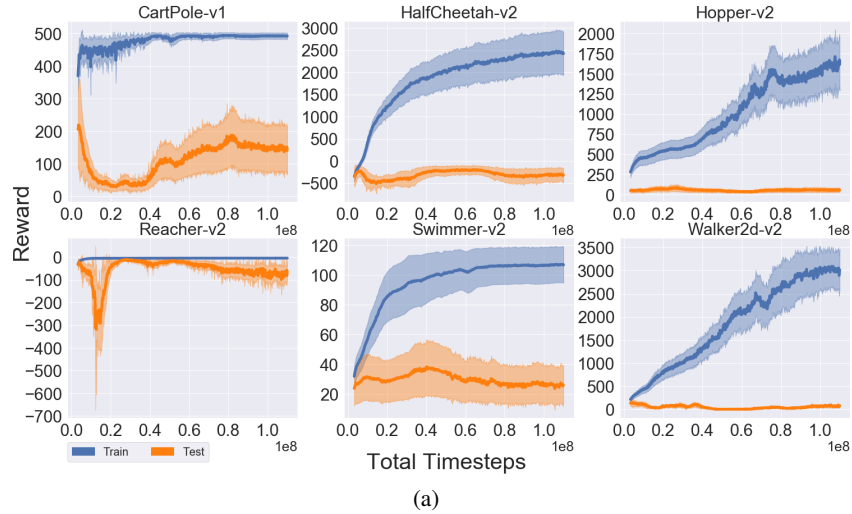 CartPole-v1 HalfCheetah-v2 Hopper-v2
500
400
300
200
100
0
0.0 0.2 0.4 0.6 0.8 1.0
1e8
3000
2500
2000
1500
1000
500
0
−500
0.0 0.2 0.4 0.6 0.8 1.0
1e8
2000
1750
1500
1250
1000
750
500
250
0
0.0 0.2 0.4 0.6 0.8 1.0
1e8
Reward
Reacher-v2 Swimmer-v2 Walker2d-v2
0
−100
−200
−300
−400
−500
−600
−700
0.0 0.2 0.4 0.6 0.8 1.0
1e8
120
100
80
60
40
20
0.0 0.2 0.4 0.6 0.8 1.0
1e8
3500
3000
2500
2000
1500
1000
500
0
0.0 0.2 0.4 0.6 0.8 1.0
1e8
Train Test
Total Timesteps
(a)